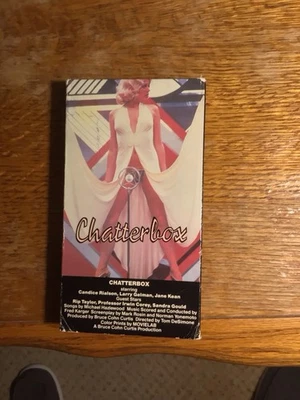 Chatterbox
CHATTERBOX
starring
Candice Rialson, Larry Gelman, Jane Kean
Guest Stars
Rip Taylor, Professor Irwin Corey, Sandra Gould
Songs by Michael Hazlewood Music Scored and Conducted by
Fred Karger Screenplay by Mark Rosin and Norman Yonemoto
Produced by Bruce Cohn Curtis Directed by Tom DeSimone
Color Prints by MOVIELAB
A Bruce Cohn Curtis Production